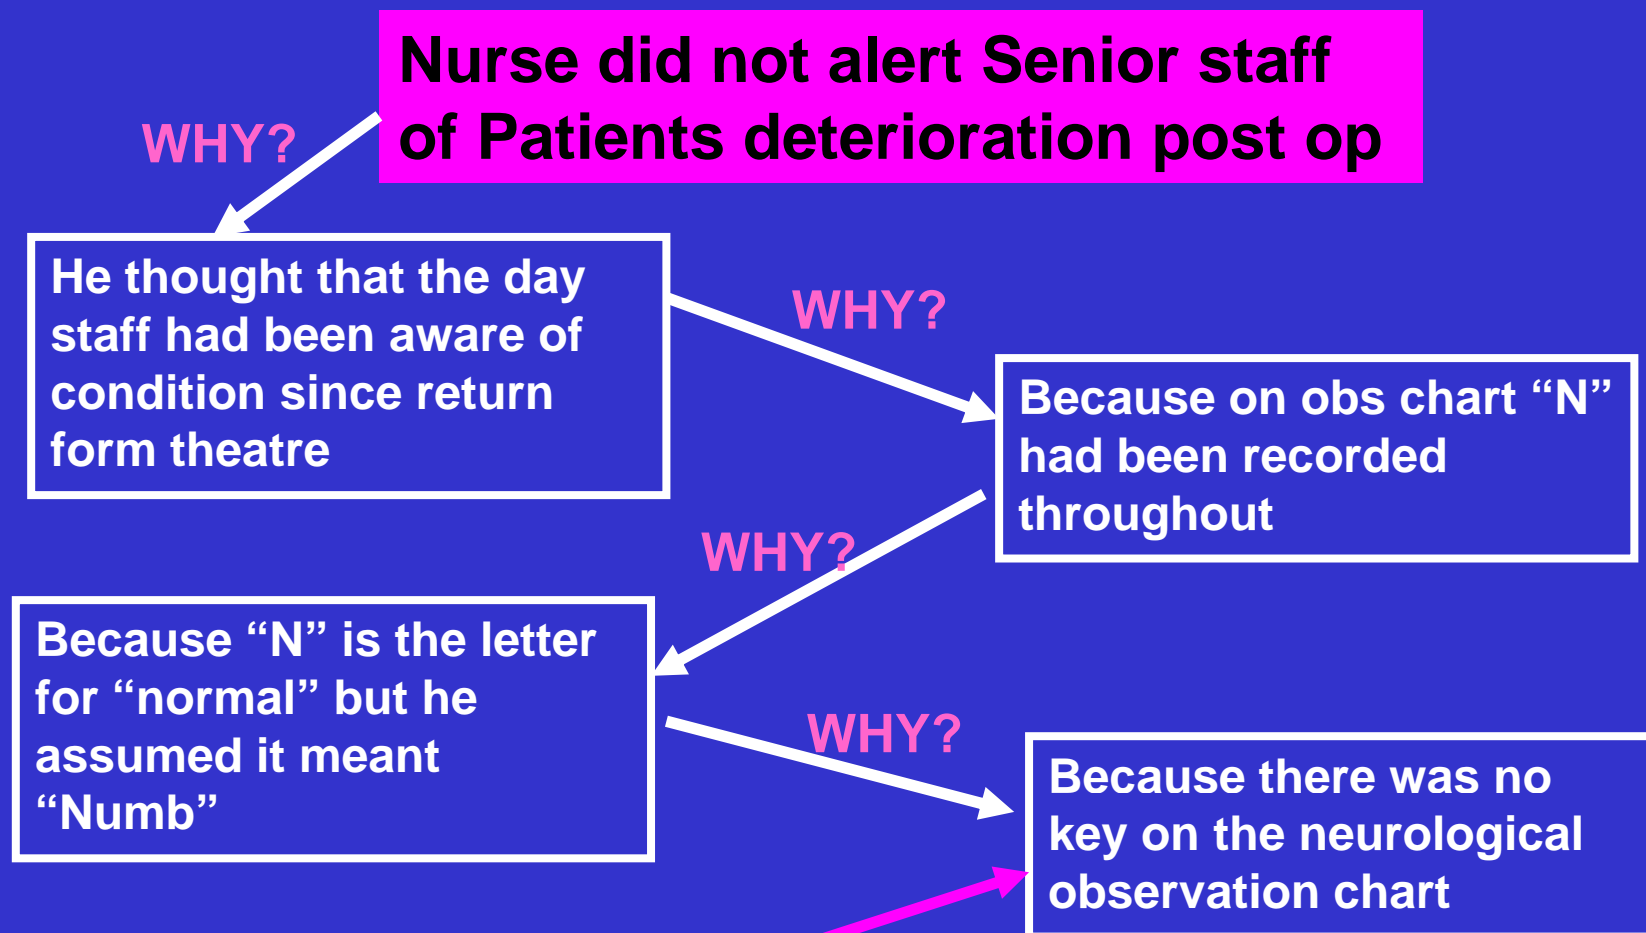 Nurse did not alert Senior staff
of Patients deterioration post op
WHY?
He thought that the day
staff had been aware of
condition since return
form theatre
WHY?
Because on obs chart “N”
had been recorded
throughout
WHY?
Because “N” is the letter
for “normal” but he
assumed it meant
“Numb”
WHY?
Because there was no
key on the neurological
observation chart